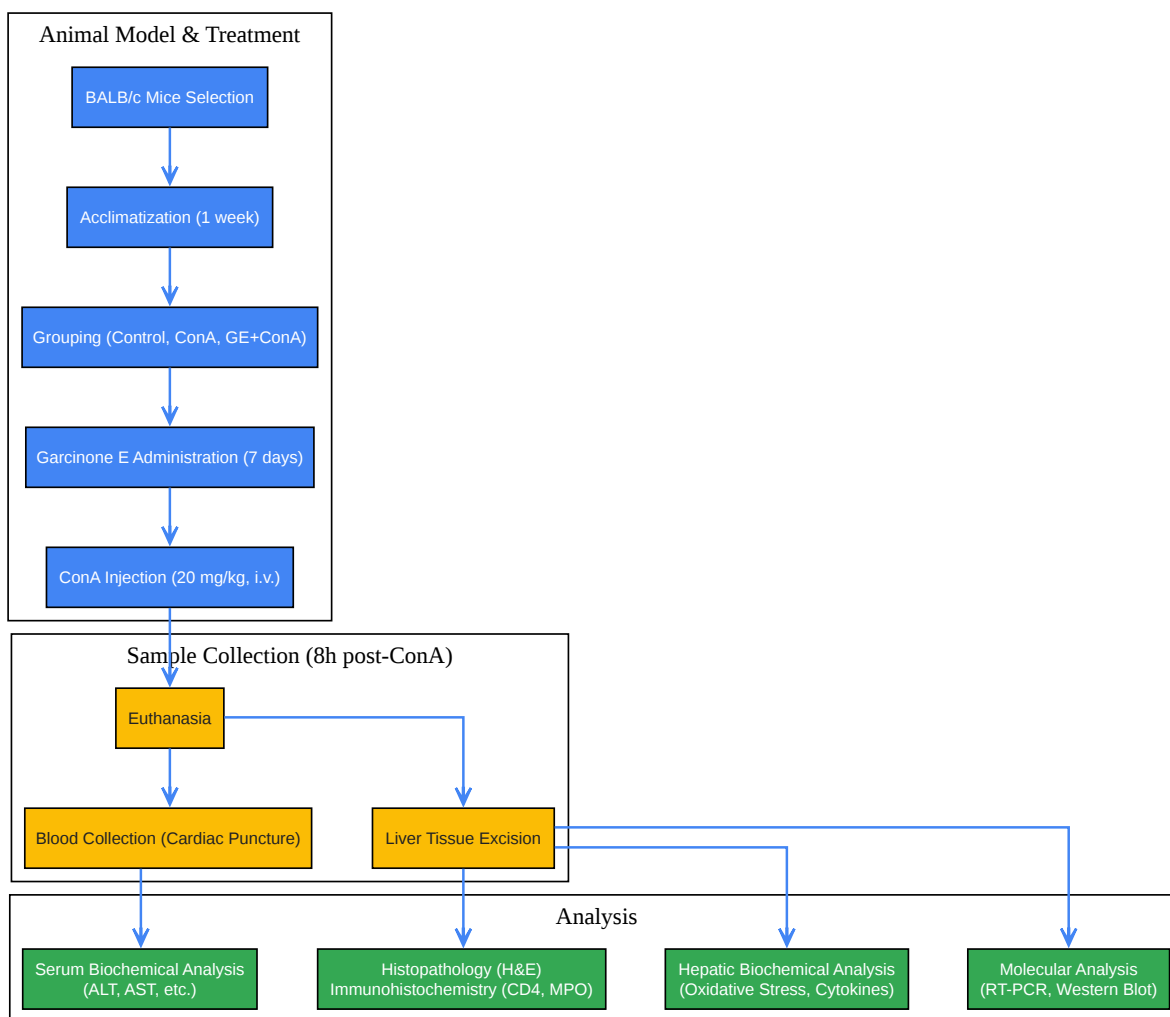 Animal Model & Treatment
BALB/c Mice Selection
Acclimatization (1 week)
Grouping (Control, ConA, GE+ConA)
Garcinone E Administration (7 days)
ConA Injection (20 mg/kg, i.v.)
Sample Collection (8h post-ConA)
Euthanasia
Blood Collection (Cardiac Puncture)
Liver Tissue Excision
Analysis
Serum Biochemical Analysis
(ALT, AST, etc.)
Histopathology (H&E)
Immunohistochemistry (CD4, MPO)
Hepatic Biochemical Analysis
(Oxidative Stress, Cytokines)
Molecular Analysis
(RT-PCR, Western Blot)